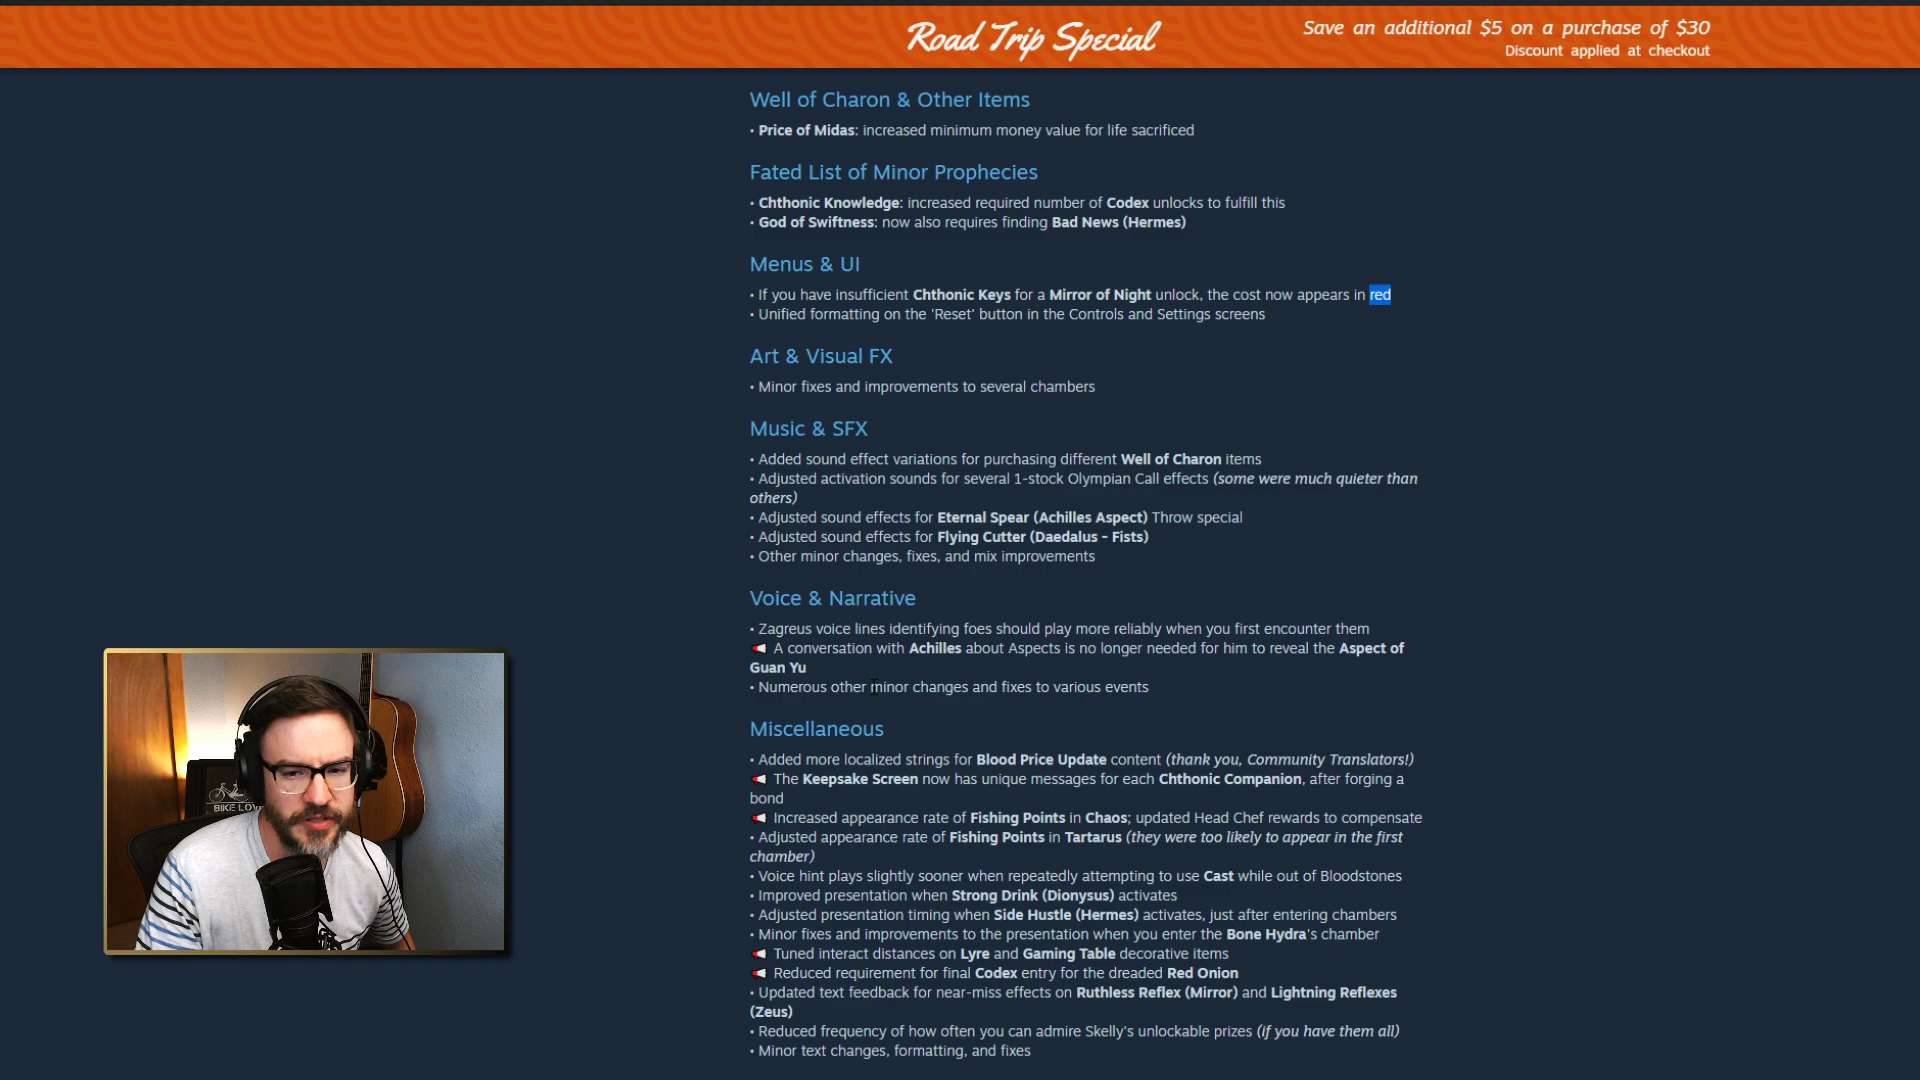 Road Trip Special
Save an additional $5 on a purchase of $30
Discount applied at checkout
Well of Charon & Other Items
• Price of Midas: increased minimum money value for life sacrificed
Fated List of Minor Prophecies
• Chthonic Knowledge: increased required number of Codex unlocks to fulfill this
• God of Swiftness: now also requires finding Bad News (Hermes)
Menus & UI
• If you have insufficient Chthonic Keys for a Mirror of Night unlock, the cost now appears in red
• Unified formatting on the 'Reset' button in the Controls and Settings screens
Art & Visual FX
• Minor fixes and improvements to several chambers
Music & SFX
• Added sound effect variations for purchasing different Well of Charon items
• Adjusted activation sounds for several 1-stock Olympian Call effects (some were much quieter than
others)
• Adjusted sound effects for Eternal Spear (Achilles Aspect) Throw special
• Adjusted sound effects for Flying Cutter (Daedalus - Fists)
• Other minor changes, fixes, and mix improvements
Voice & Narrative
• Zagreus voice lines identifying foes should play more reliably when you first encounter them
A conversation with Achilles about Aspects is no longer needed for him to reveal the Aspect of
Guan Yu
• Numerous other minor changes and fixes to various events
Miscellaneous
• Added more localized strings for Blood Price Update content (thank you, Community Translators!)
The Keepsake Screen now has unique messages for each Chthonic Companion, after forging a
bond
Increased appearance rate of Fishing Points in Chaos; updated Head Chef rewards to compensate
• Adjusted appearance rate of Fishing Points in Tartarus (they were too likely to appear in the first
chamber)
• Voice hint plays slightly sooner when repeatedly attempting to use Cast while out of Bloodstones
• Improved presentation when Strong Drink (Dionysus) activates
• Adjusted presentation timing when Side Hustle (Hermes) activates, just after entering chambers
• Minor fixes and improvements to the presentation when you enter the Bone Hydra's chamber
Tuned interact distances on Lyre and Gaming Table decorative items
Reduced requirement for final Codex entry for the dreaded Red Onion
• Updated text feedback for near-miss effects on Ruthless Reflex (Mirror) and Lightning Reflexes
(Zeus)
• Reduced frequency of how often you can admire Skelly's unlockable prizes (if you have them all)
• Minor text changes, formatting, and fixes
BIKE LOV